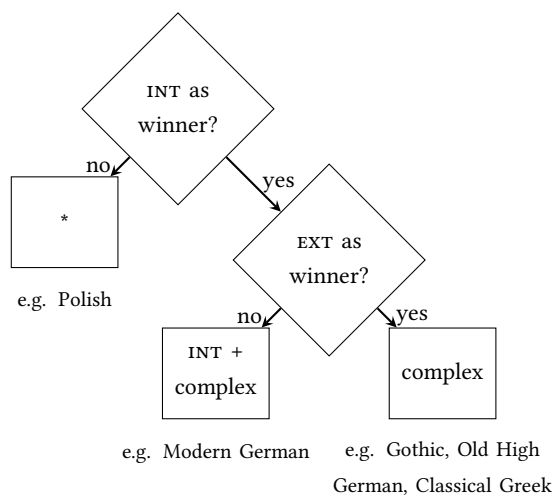 INT as
winner?
no
yes
*
e.g. Polish
EXT as
winner?
no
yes
INT +
complex
complex
e.g. Modern German
e.g. Gothic, Old High
German, Classical Greek